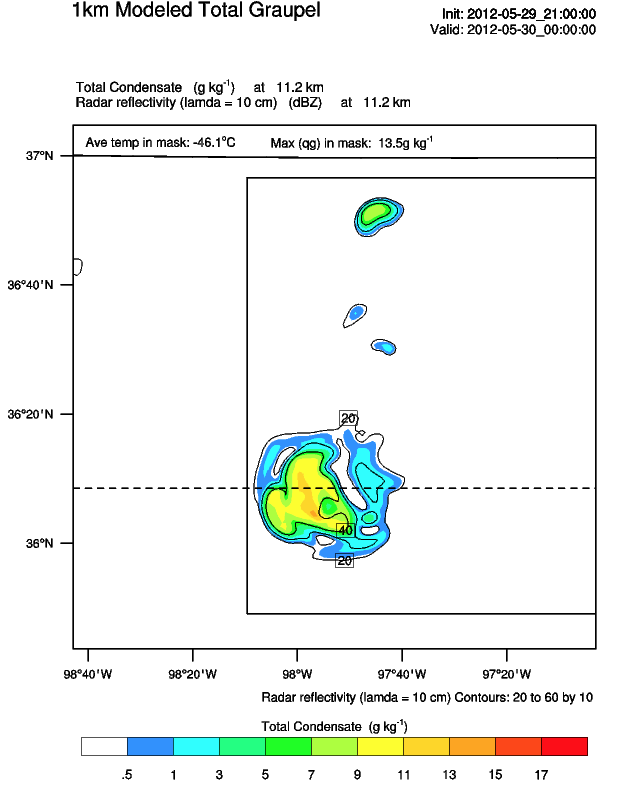 1km Modeled Total Graupel
Init: 2012-05-29_21:00:00
Valid: 2012-05-30_00:00:00
Total Condensate (g kg-1) at 11.2 km
Radar reflectivity (lamda = 10 cm) (dBZ) at 11.2 km
Ave temp in mask: -46.1°C Max (qg) in mask: 13.5g kg-1
37°N
36°40'N
36°20'N
20
40
36°N
20
98°40'W 98°20'W 98°W 97°40'W 97°20'W
Radar reflectivity (lamda = 10 cm) Contours: 20 to 60 by 10
Total Condensate (g kg-1)
.5 1 3 5 7 9 11 13 15 17